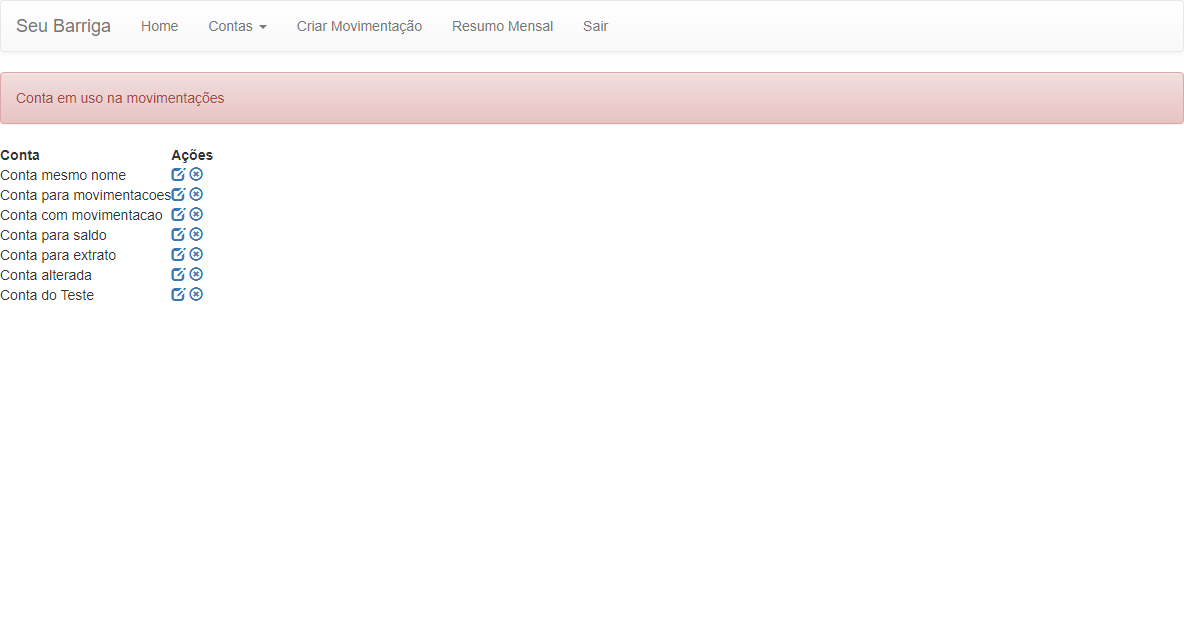 Seu Barriga Home Contas Criar Movimentação Resumo Mensal Sair
Conta em uso na movimentações
Conta Ações
Conta mesmo nome
Conta para movimentacoes
Conta com movimentacao
Conta para saldo
Conta para extrato
Conta alterada
Conta do Teste